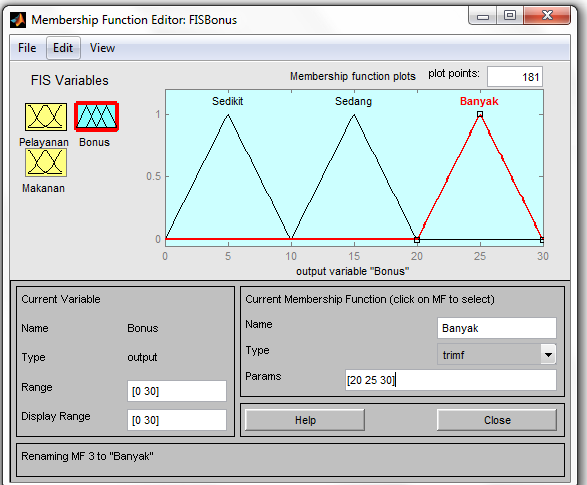 Membership Function Editor: FISBonus
File Edit View
FIS Variables
Membership function plots plot points: 181
Pelayanan Bonus
Makanan
Sedikit Sedang Banyak
1
0.5
0
0 5 10 15 20 25 30
output variable "Bonus"
Current Variable
Name Bonus
Type output
Range [0 30]
Display Range [0 30]
Current Membership Function (click on MF to select)
Name Banyak
Type trimf
Params [20 25 30]
Help Close
Renaming MF 3 to "Banyak"